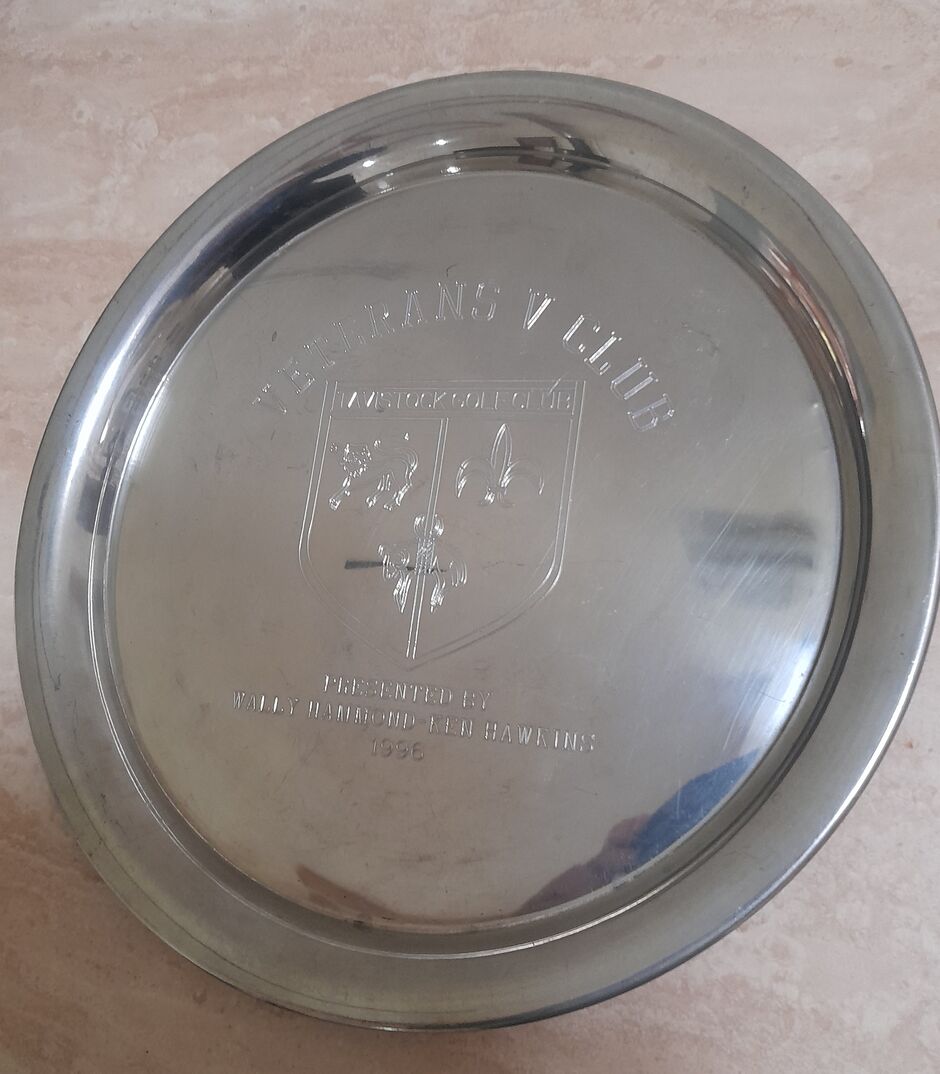 VETERANS V CLUB
TAVISTOCK GOLF CLUB
PRESENTED BY
WALLY HAMMOND-KEN HAWKINS
1996